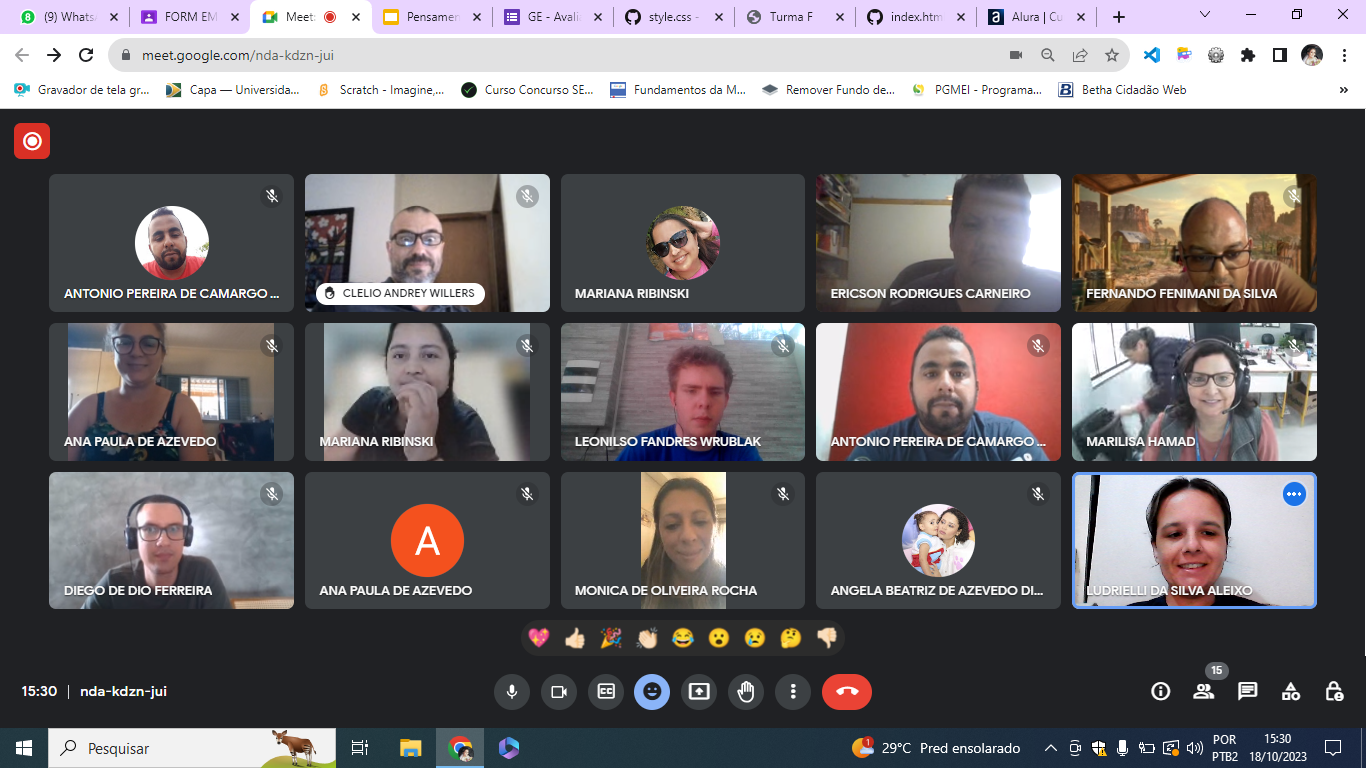 (9) Whats
FORM EM
Meet:
Pensamen
GE - Avali
style.css -
Turma F
index.htm
Alura | Cu
meet.google.com/nda-kdzn-jui
Gravador de tela gr...
Capa — Universida...
Scratch - Imagine,...
Curso Concurso SE...
Fundamentos da M...
Remover Fundo de...
PGMEI - Programa...
Betha Cidadão Web
»
ANTONIO PEREIRA DE CAMARGO ...
CLELIO ANDREY WILLERS
MARIANA RIBINSKI
ERICSON RODRIGUES CARNEIRO
FERNANDO FENIMANI DA SILVA
ANA PAULA DE AZEVEDO
MARIANA RIBINSKI
LEONILSO FANDRES WRUBLAK
ANTONIO PEREIRA DE CAMARGO ...
MARILISA HAMAD
A
DIEGO DE DIO FERREIRA
ANA PAULA DE AZEVEDO
MONICA DE OLIVEIRA ROCHA
ANGELA BEATRIZ DE AZEVEDO DI...
LUDRIELLI DA SILVA ALEIXO
15:30 | nda-kdzn-jui
CC
15
Pesquisar
1
29°C Pred ensolarado
POR
PTB2
15:30
18/10/2023